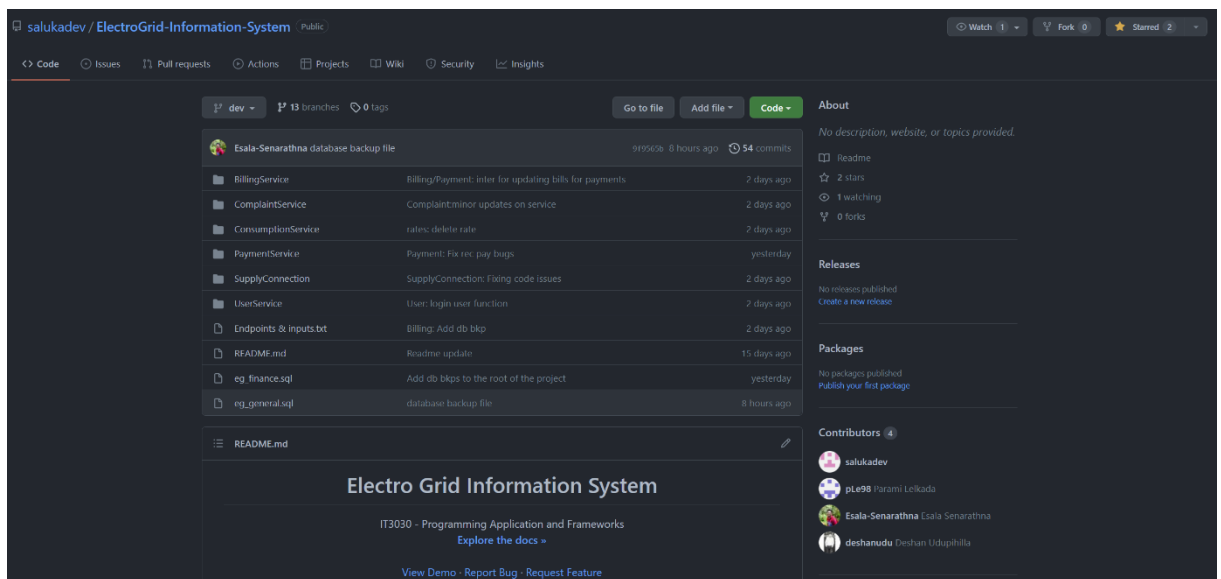 salukadev / ElectroGrid-Information-System Public
Watch 1 Fork 0 Starred 2
Code Issues Pull requests Actions Projects Wiki Security Insights
dev 13 branches 0 tags Go to file Add file Code
Esala-Senarathna database backup file 9f9565b 8 hours ago 54 commits
BillingService Billing/Payment: inter for updating bills for payments 2 days ago
ComplaintService Complaint:minor updates on service 2 days ago
ConsumptionService rates: delete rate 2 days ago
PaymentService Payment: Fix rec pay bugs yesterday
SupplyConnection SupplyConnection: Fixing code issues 2 days ago
UserService User: login user function 2 days ago
Endpoints & inputs.txt Billing: Add db bkp 2 days ago
README.md Readme update 15 days ago
eg_finance.sql Add db bkps to the root of the project yesterday
eg_general.sql database backup file 8 hours ago
README.md
Electro Grid Information System
IT3030 - Programming Application and Frameworks
Explore the docs »
View Demo · Report Bug · Request Feature
About
No description, website, or topics provided.
Readme
2 stars
1 watching
0 forks
Releases
No releases published
Create a new release
Packages
No packages published
Publish your first package
Contributors 4
salukadev
pLe98 Parami Lelkada
Esala-Senarathna Esala Senarathna
deshanudu Deshan Udupihilla